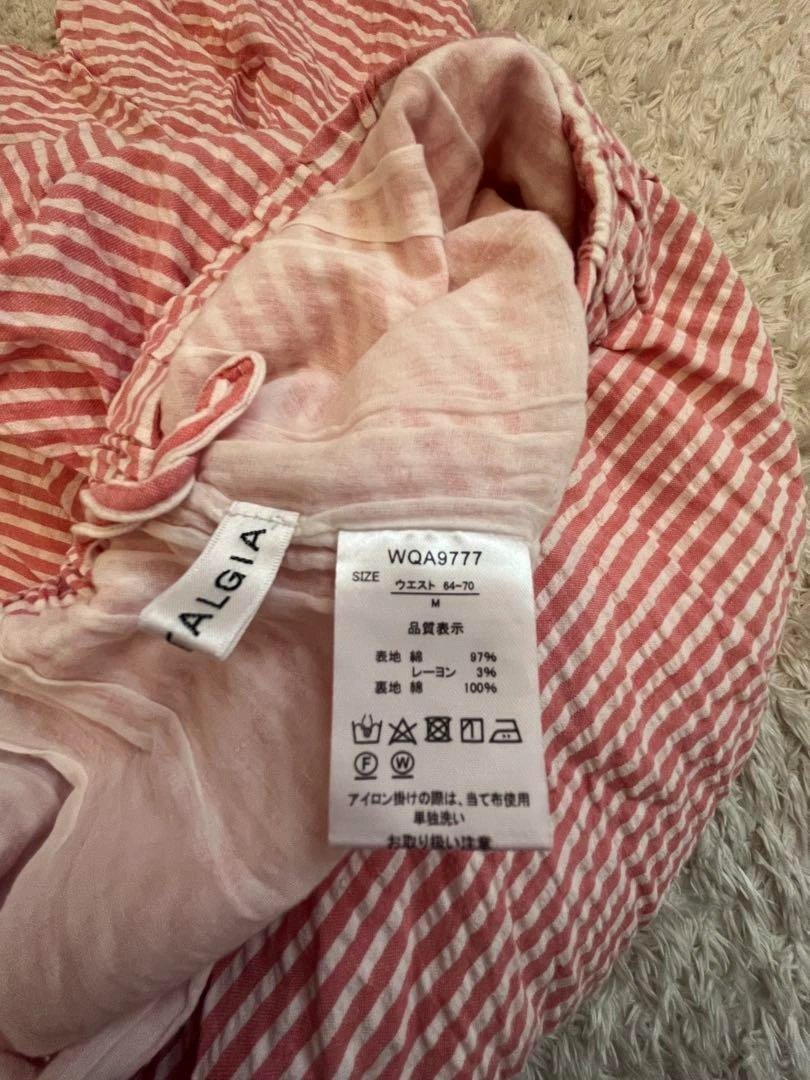 TALGIA
WQA9777
SIZE ウエスト 64-70
M
品質表示
表地 綿 97%
レーヨン 3%
裏地 綿 100%
F W
アイロン掛けの際は、当て布使用
単独洗い
お取り扱い注意